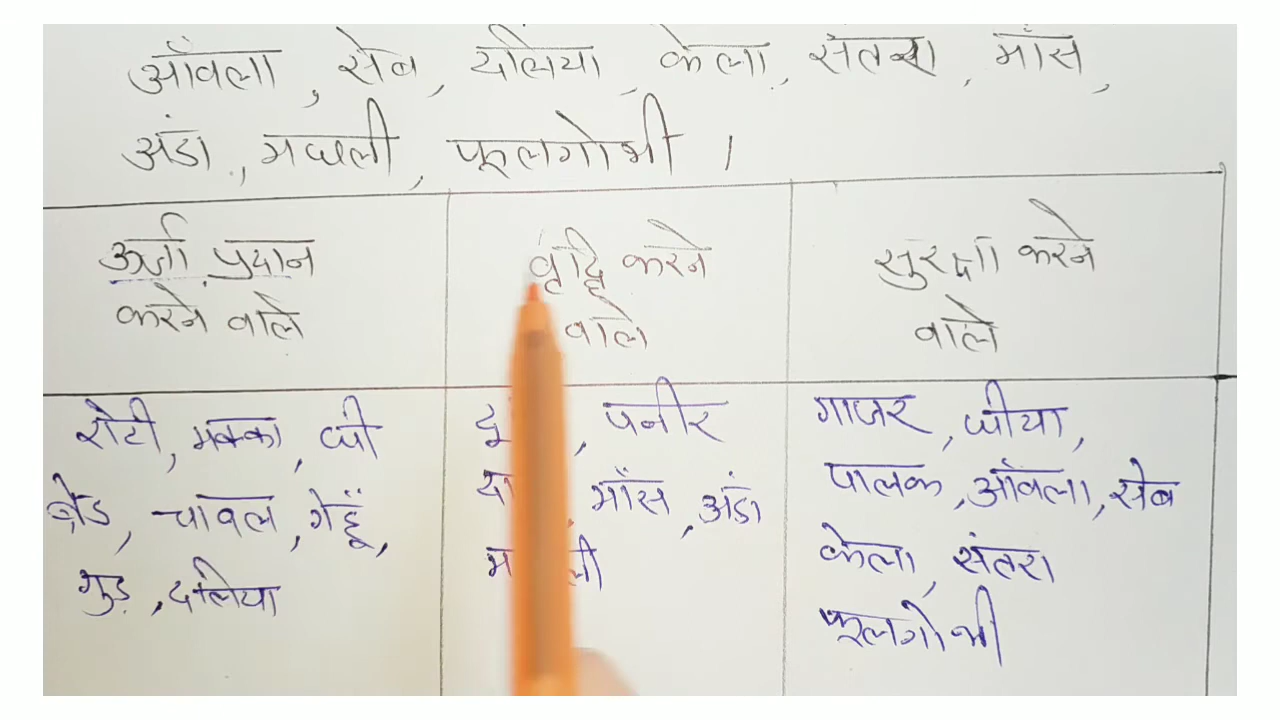 आँवला, सेब, दलिया, केला, संतरा, माँस,
अंडा, मछली, फूलगोभी ।
ऊर्जा प्रदान
करने वाले
वृद्धि करने
वाले
सुरक्षा करने
वाले
रोटी, मक्का, घी
ब्रेड, चावल, गेहूँ,
गुड़, दलिया
पनीर
माँस, अंडा
गाजर, घीया,
पालक, आँवला, सेब
केला, संतरा
फूलगोभी